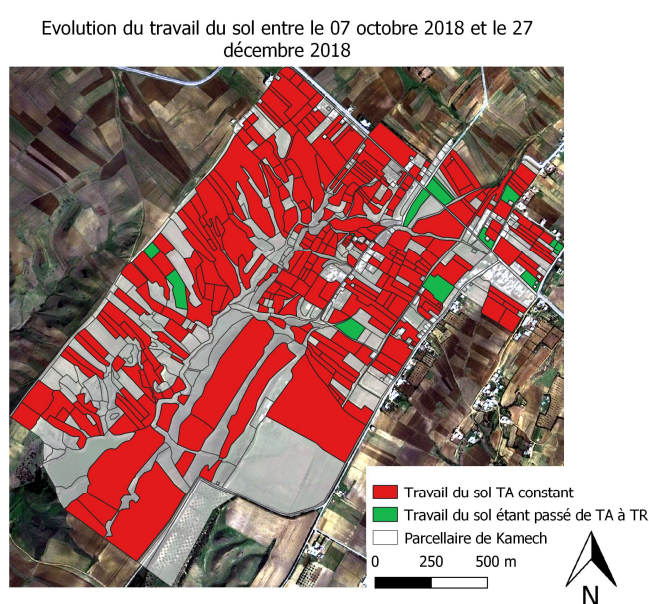 Evolution du travail du sol entre le 07 octobre 2018 et le 27
décembre 2018
Travail du sol TA constant
Travail du sol étant passé de TA à TR
Parcellaire de Kamech
0 250 500 m
N